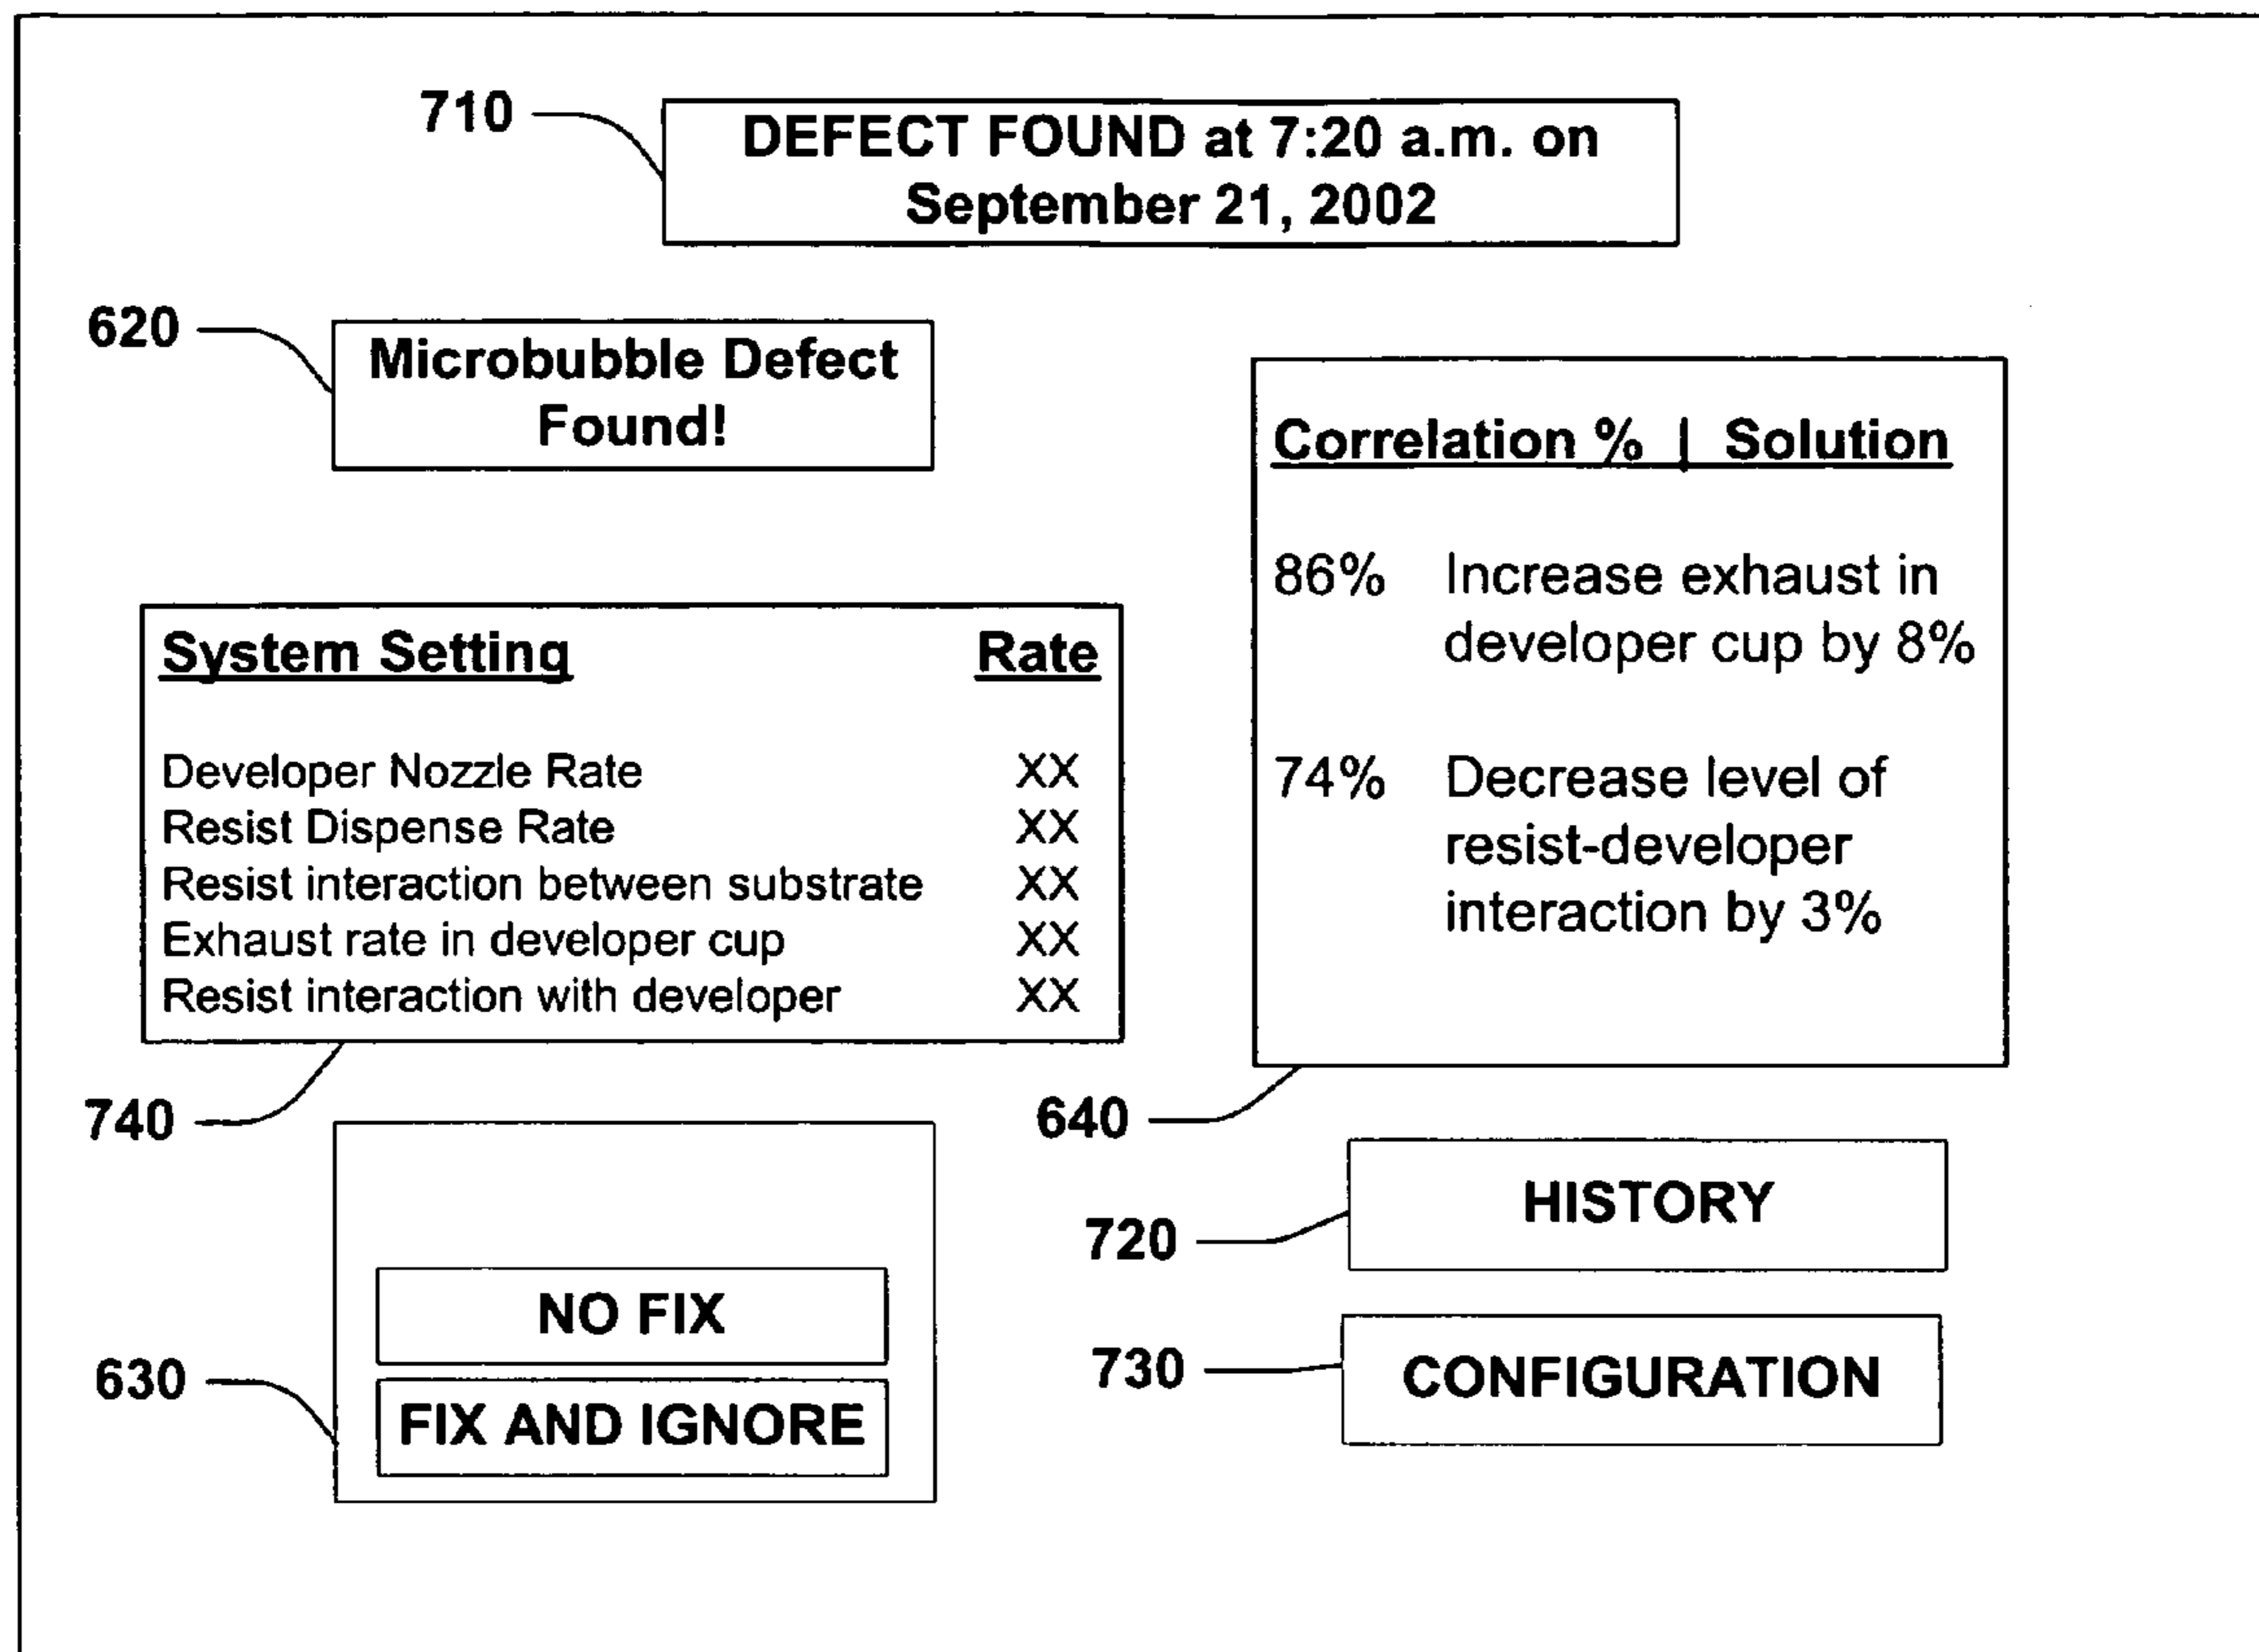 710
DEFECT FOUND at 7:20 a.m. on
September 21, 2002
620
Microbubble Defect
Found!
System Setting Rate
Developer Nozzle Rate XX
Resist Dispense Rate XX
Resist interaction between substrate XX
Exhaust rate in developer cup XX
Resist interaction with developer XX
740
Correlation % | Solution
86% Increase exhaust in
developer cup by 8%
74% Decrease level of
resist-developer
interaction by 3%
640
NO FIX
FIX AND IGNORE
630
HISTORY
720
CONFIGURATION
730